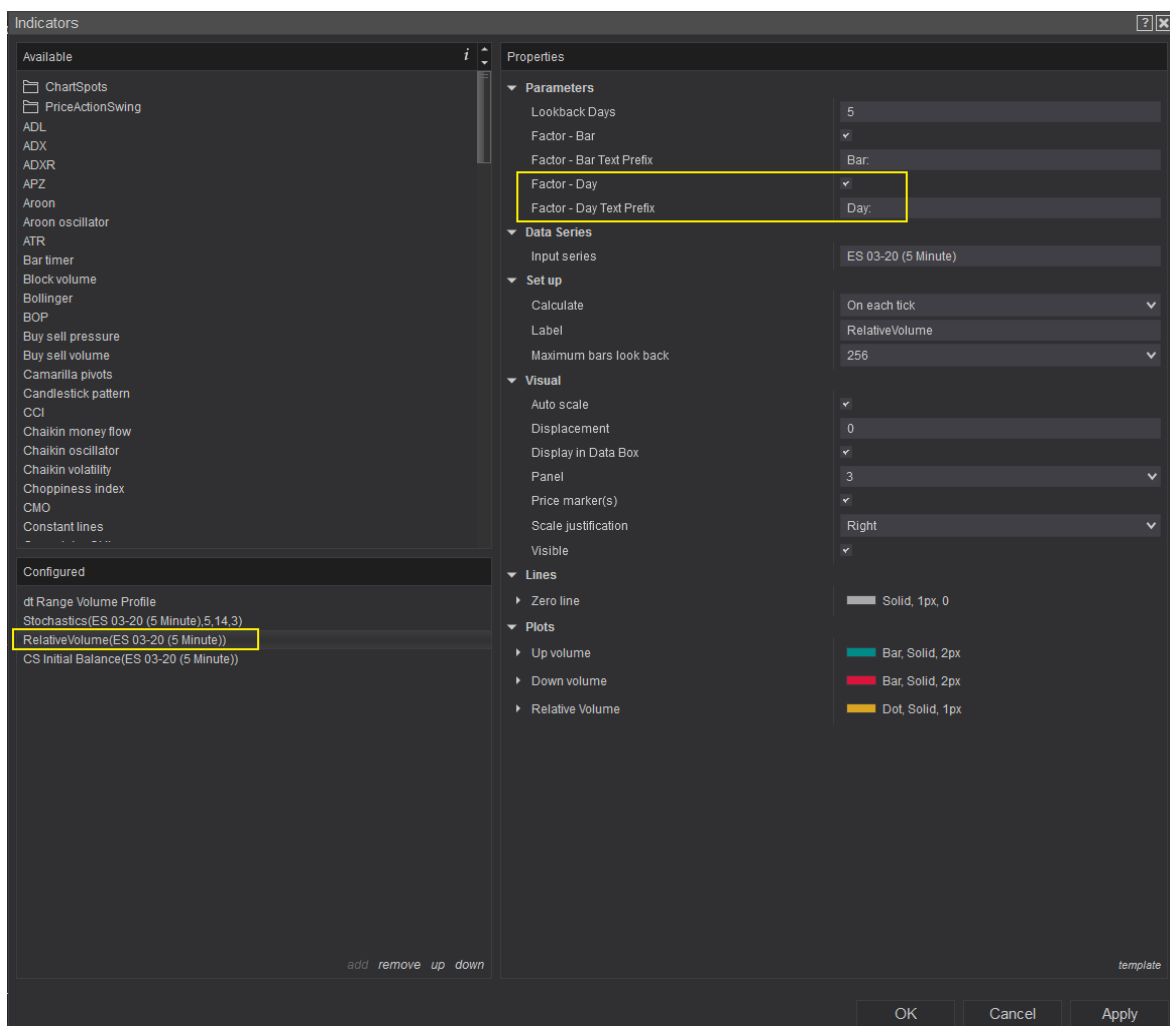 Indicators
?
Available
i
ChartSpots
PriceActionSwing
ADL
ADX
ADXR
APZ
Aroon
Aroon oscillator
ATR
Bar timer
Block volume
Bollinger
BOP
Buy sell pressure
Buy sell volume
Camarilla pivots
Candlestick pattern
CCI
Chaikin money flow
Chaikin oscillator
Chaikin volatility
Choppiness index
CMO
Constant lines
Configured
dt Range Volume Profile
Stochastics(ES 03-20 (5 Minute),5,14,3)
RelativeVolume(ES 03-20 (5 Minute))
CS Initial Balance(ES 03-20 (5 Minute))
add remove up down
Properties
Parameters
Lookback Days 5
Factor - Bar
Factor - Bar Text Prefix Bar:
Factor - Day
Factor - Day Text Prefix Day:
Data Series
Input series ES 03-20 (5 Minute)
Set up
Calculate On each tick
Label RelativeVolume
Maximum bars look back 256
Visual
Auto scale
Displacement 0
Display in Data Box
Panel 3
Price marker(s)
Scale justification Right
Visible
Lines
Zero line Solid, 1px, 0
Plots
Up volume Bar, Solid, 2px
Down volume Bar, Solid, 2px
Relative Volume Dot, Solid, 1px
template
OK Cancel Apply